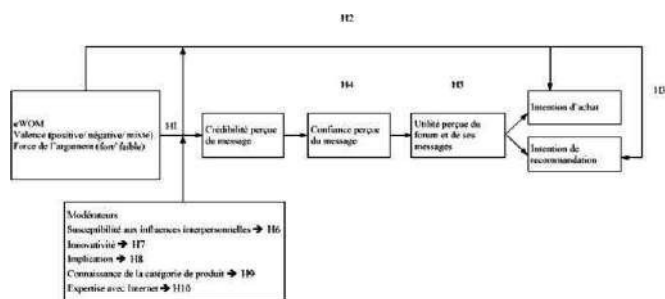 H2
H4
H5
H3
eWOM
Valence (positive/ négative/ mixte)
Force de l'argument (fort/ faible)
H1
Crédibilité perçue
du message
Confiance perçue
du message
Utilité perçue du
forum et de ses
messages
Intention d'achat
Intention de
recommandation
Modérateurs
Susceptibilité aux influences interpersonnelles ➔ H6
Innovativité ➔ H7
Implication ➔ H8
Connaissance de la catégorie de produit ➔ H9
Expertise avec Internet ➔ H10